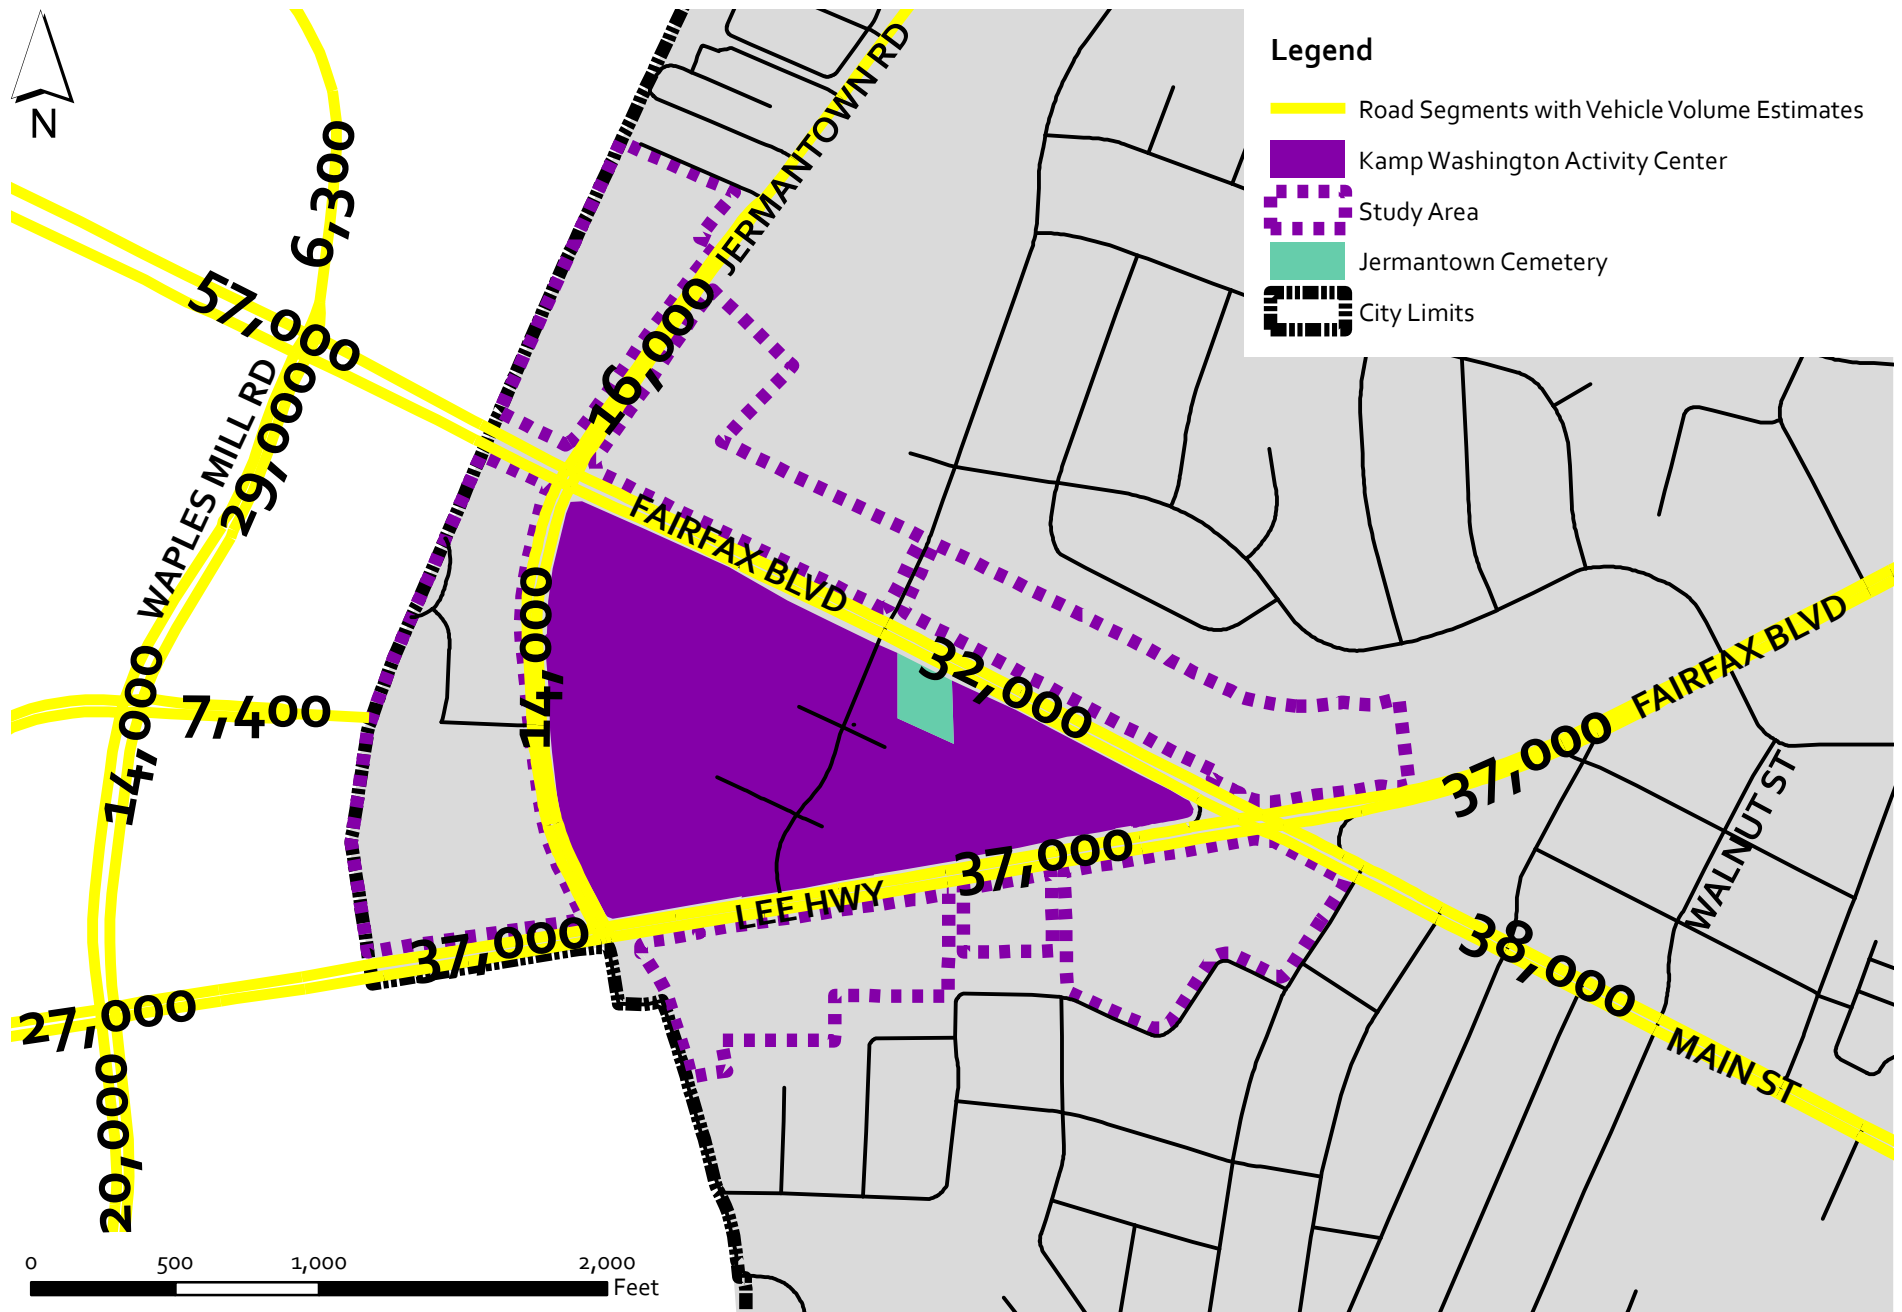 N
Legend
Road Segments with Vehicle Volume Estimates
Kamp Washington Activity Center
Study Area
Jermantown Cemetery
City Limits
JERMANTOWN RD
6,300
57,000
16,000
WAPLES MILL RD
29,000
FAIRFAX BLVD
14,000
32,000
FAIRFAX BLVD
14,000
7,400
37,000
WALNUT ST
37,000
LEE HWY
37,000
38,000
27,000
MAIN ST
20,000
0 500 1,000 2,000
Feet